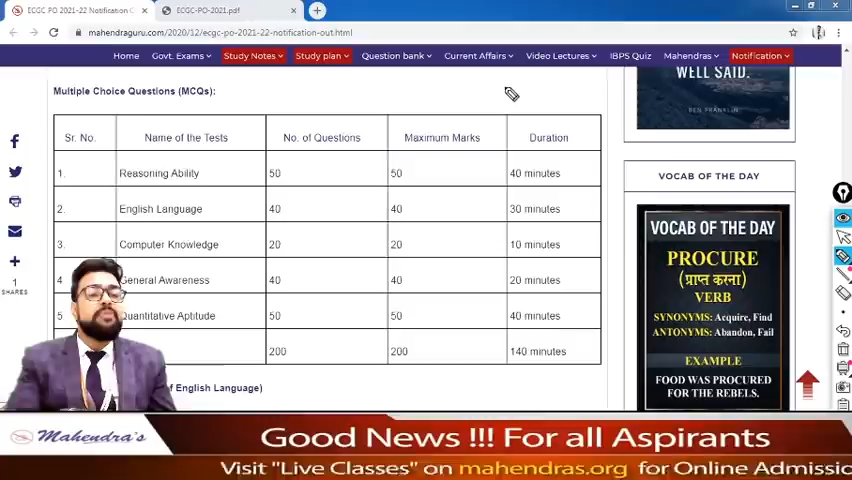 ECGC PO 2021-22 Notification
ECGC-PO-2021.pdf
mahendraguru.com/2020/12/ecgc-po-2021-22-notification-out.html
Home Govt. Exams Study Notes Study plan Question bank Current Affairs Video Lectures IBPS Quiz Mahendras Notification
Multiple Choice Questions (MCQs):
Sr. No. Name of the Tests No. of Questions Maximum Marks Duration
1. Reasoning Ability 50 50 40 minutes
2. English Language 40 40 30 minutes
3. Computer Knowledge 20 20 10 minutes
4 General Awareness 40 40 20 minutes
5 Quantitative Aptitude 50 50 40 minutes
200 200 140 minutes
of English Language)
1
SHARES
WELL SAID.
BEN FRANKLIN
VOCAB OF THE DAY
VOCAB OF THE DAY
PROCURE
(प्राप्त करना)
VERB
SYNONYMS: Acquire, Find
ANTONYMS: Abandon, Fail
EXAMPLE
FOOD WAS PROCURED
FOR THE REBELS.
Mahendra's
Good News !!! For all Aspirants
Visit "Live Classes" on mahendras.org for Online Admissio